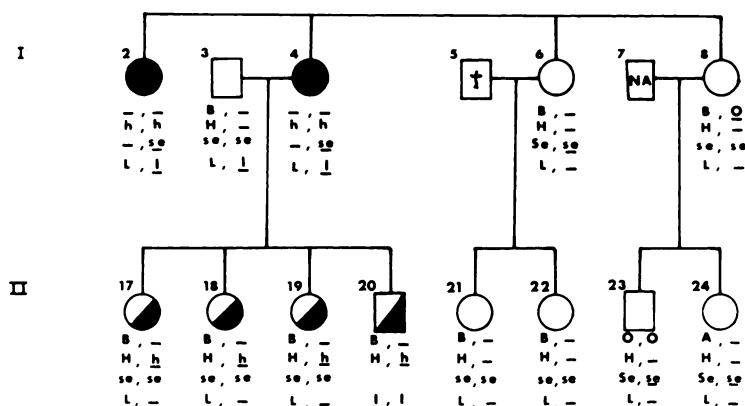 I
2
—, —
h, h
—, se
L, l
3
B, —
H, —
se, se
L, l
4
—, —
h, h
—, se
L, l
5
†
6
B, —
H, —
Se, se
L, —
7
NA
8
B, O
H, —
se, se
L, —
II
17
B, —
H, h
se, se
L, —
18
B, —
H, h
se, se
L, —
19
B, —
H, h
se, se
L, —
20
B, —
H, h
l, l
21
B, —
H, —
se, se
L, —
22
B, —
H, —
se, se
L, —
23
O O
H, —
Se, se
L, —
24
A, —
H, —
Se, se
L, —